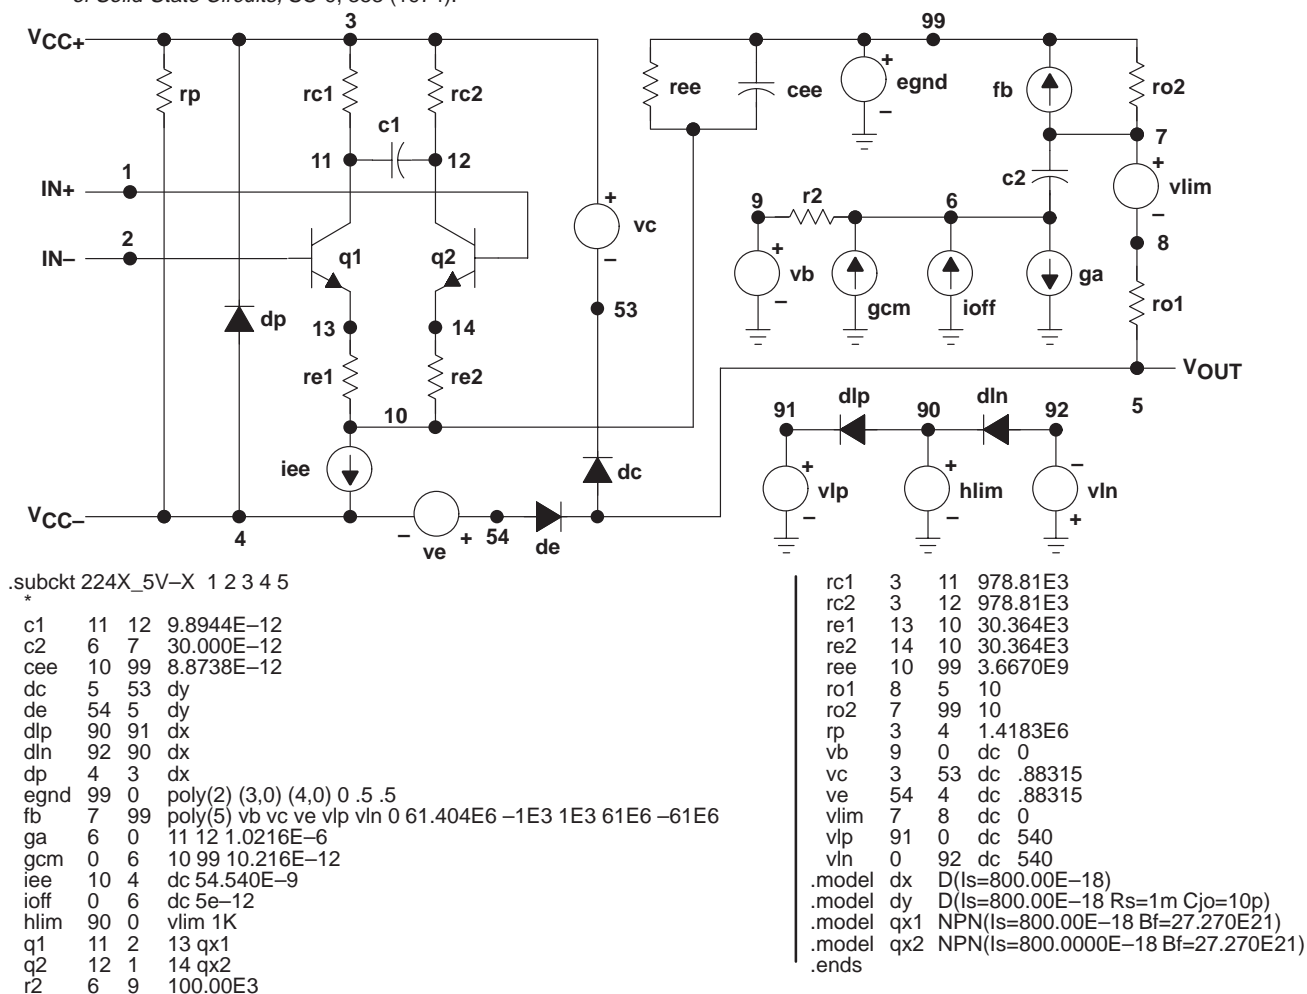 of Solid-State Circuits, SC-9, 353 (1974).
3
99
VCC+
rp
rc1
rc2
ree
cee
egnd
+
–
fb
ro2
c1
11
12
7
1
IN+
2
IN–
c2
+
vlim
–
9
r2
6
8
+
vc
–
q1
q2
+
vb
–
gcm
ioff
ga
ro1
53
dp
13
14
re1
re2
VOUT
5
10
dlp
dln
91
90
92
iee
dc
+
vlp
–
+
hlim
–
–
vln
+
VCC–
4
–
ve
+
54
de
.subckt 224X_5V–X 1 2 3 4 5
*
c1 11 12 9.8944E–12
c2 6 7 30.000E–12
cee 10 99 8.8738E–12
dc 5 53 dy
de 54 5 dy
dlp 90 91 dx
dln 92 90 dx
dp 4 3 dx
egnd 99 0 poly(2) (3,0) (4,0) 0 .5 .5
fb 7 99 poly(5) vb vc ve vlp vln 0 61.404E6 –1E3 1E3 61E6 –61E6
ga 6 0 11 12 1.0216E–6
gcm 0 6 10 99 10.216E–12
iee 10 4 dc 54.540E–9
ioff 0 6 dc 5e–12
hlim 90 0 vlim 1K
q1 11 2 13 qx1
q2 12 1 14 qx2
r2 6 9 100.00E3
rc1 3 11 978.81E3
rc2 3 12 978.81E3
re1 13 10 30.364E3
re2 14 10 30.364E3
ree 10 99 3.6670E9
ro1 8 5 10
ro2 7 99 10
rp 3 4 1.4183E6
vb 9 0 dc 0
vc 3 53 dc .88315
ve 54 4 dc .88315
vlim 7 8 dc 0
vlp 91 0 dc 540
vln 0 92 dc 540
.model dx D(Is=800.00E–18)
.model dy D(Is=800.00E–18 Rs=1m Cjo=10p)
.model qx1 NPN(Is=800.00E–18 Bf=27.270E21)
.model qx2 NPN(Is=800.0000E–18 Bf=27.270E21)
.ends